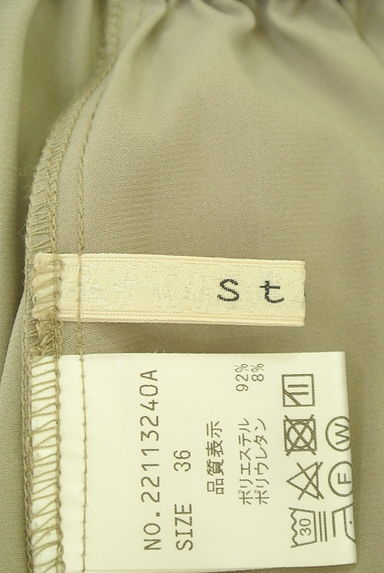 St
NO.22113240A
SIZE 36
品質表示
ポリエステル 92%
ポリウレタン 8%
30
F
W